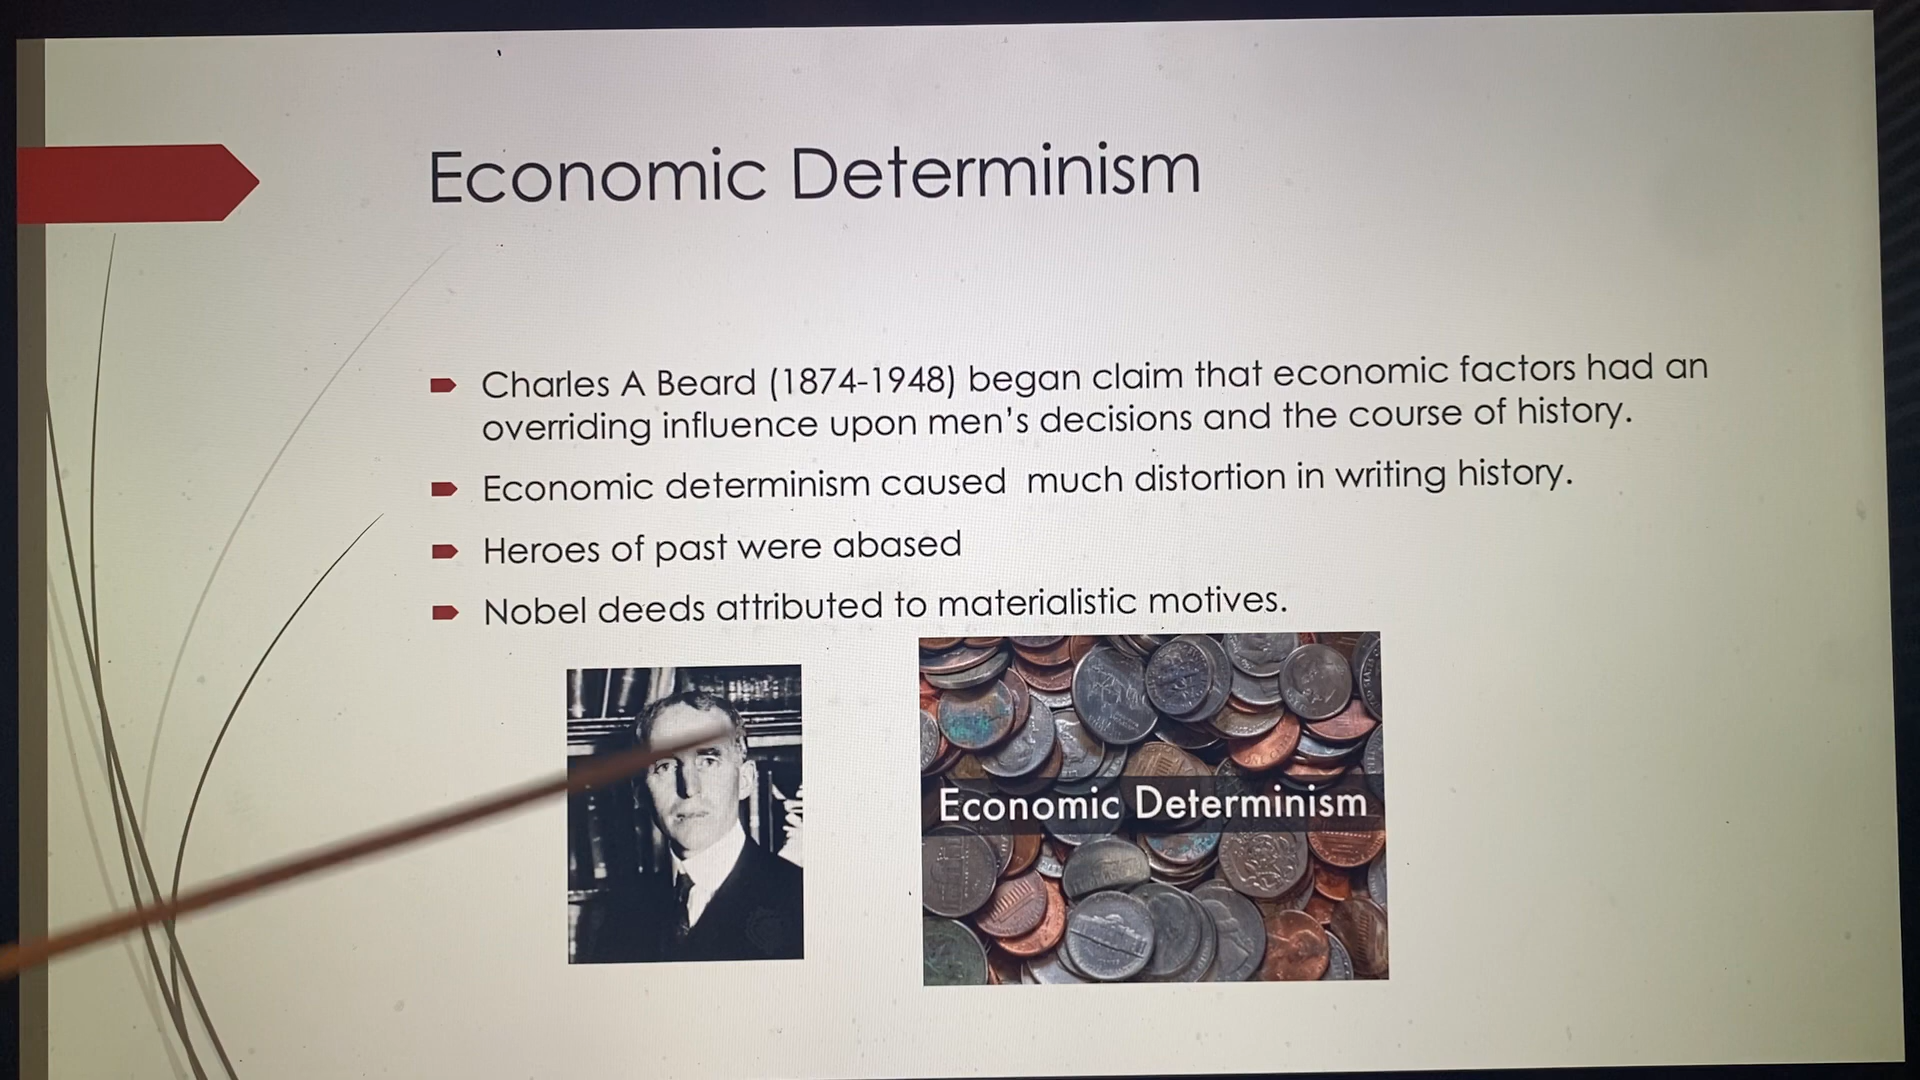 Economic Determinism
Charles A Beard (1874-1948) began claim that economic factors had an
overriding influence upon men's decisions and the course of history.
Economic determinism caused much distortion in writing history.
Heroes of past were abased
Nobel deeds attributed to materialistic motives.
Economic Determinism